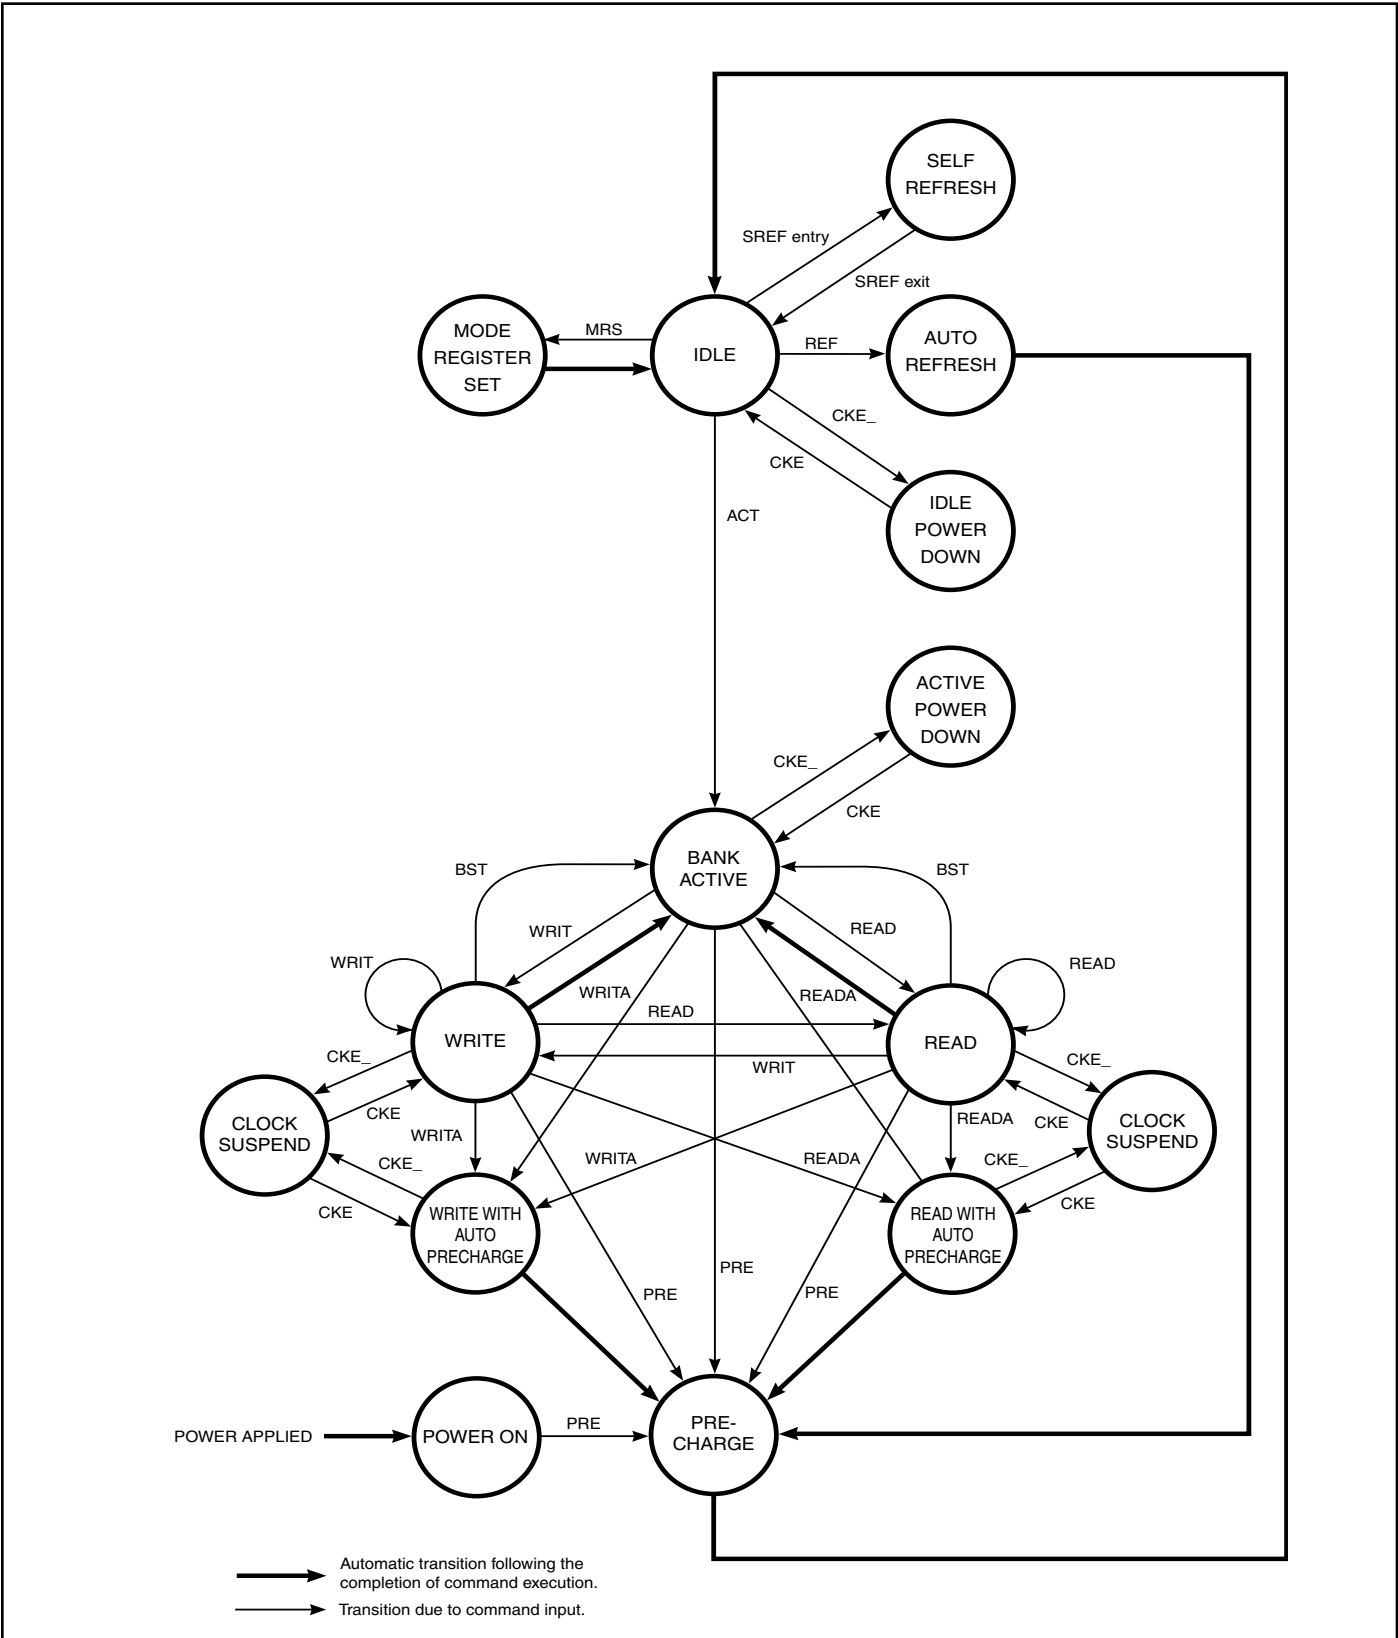 SELF
REFRESH
SREF entry
SREF exit
MODE
REGISTER
SET
MRS
IDLE
REF
AUTO
REFRESH
CKE_
CKE
IDLE
POWER
DOWN
ACT
ACTIVE
POWER
DOWN
CKE_
CKE
BANK
ACTIVE
BST
BST
WRIT
READ
WRIT
READ
WRITA
READA
READ
WRITE
READ
WRIT
CKE_
CKE_
CKE
CKE
CLOCK
SUSPEND
CLOCK
SUSPEND
WRITA
READA
CKE_
WRITA
READA
CKE_
CKE
CKE
WRITE WITH
AUTO
PRECHARGE
READ WITH
AUTO
PRECHARGE
PRE
PRE
PRE
POWER APPLIED
POWER ON
PRE
PRE-
CHARGE
Automatic transition following the
completion of command execution.
Transition due to command input.